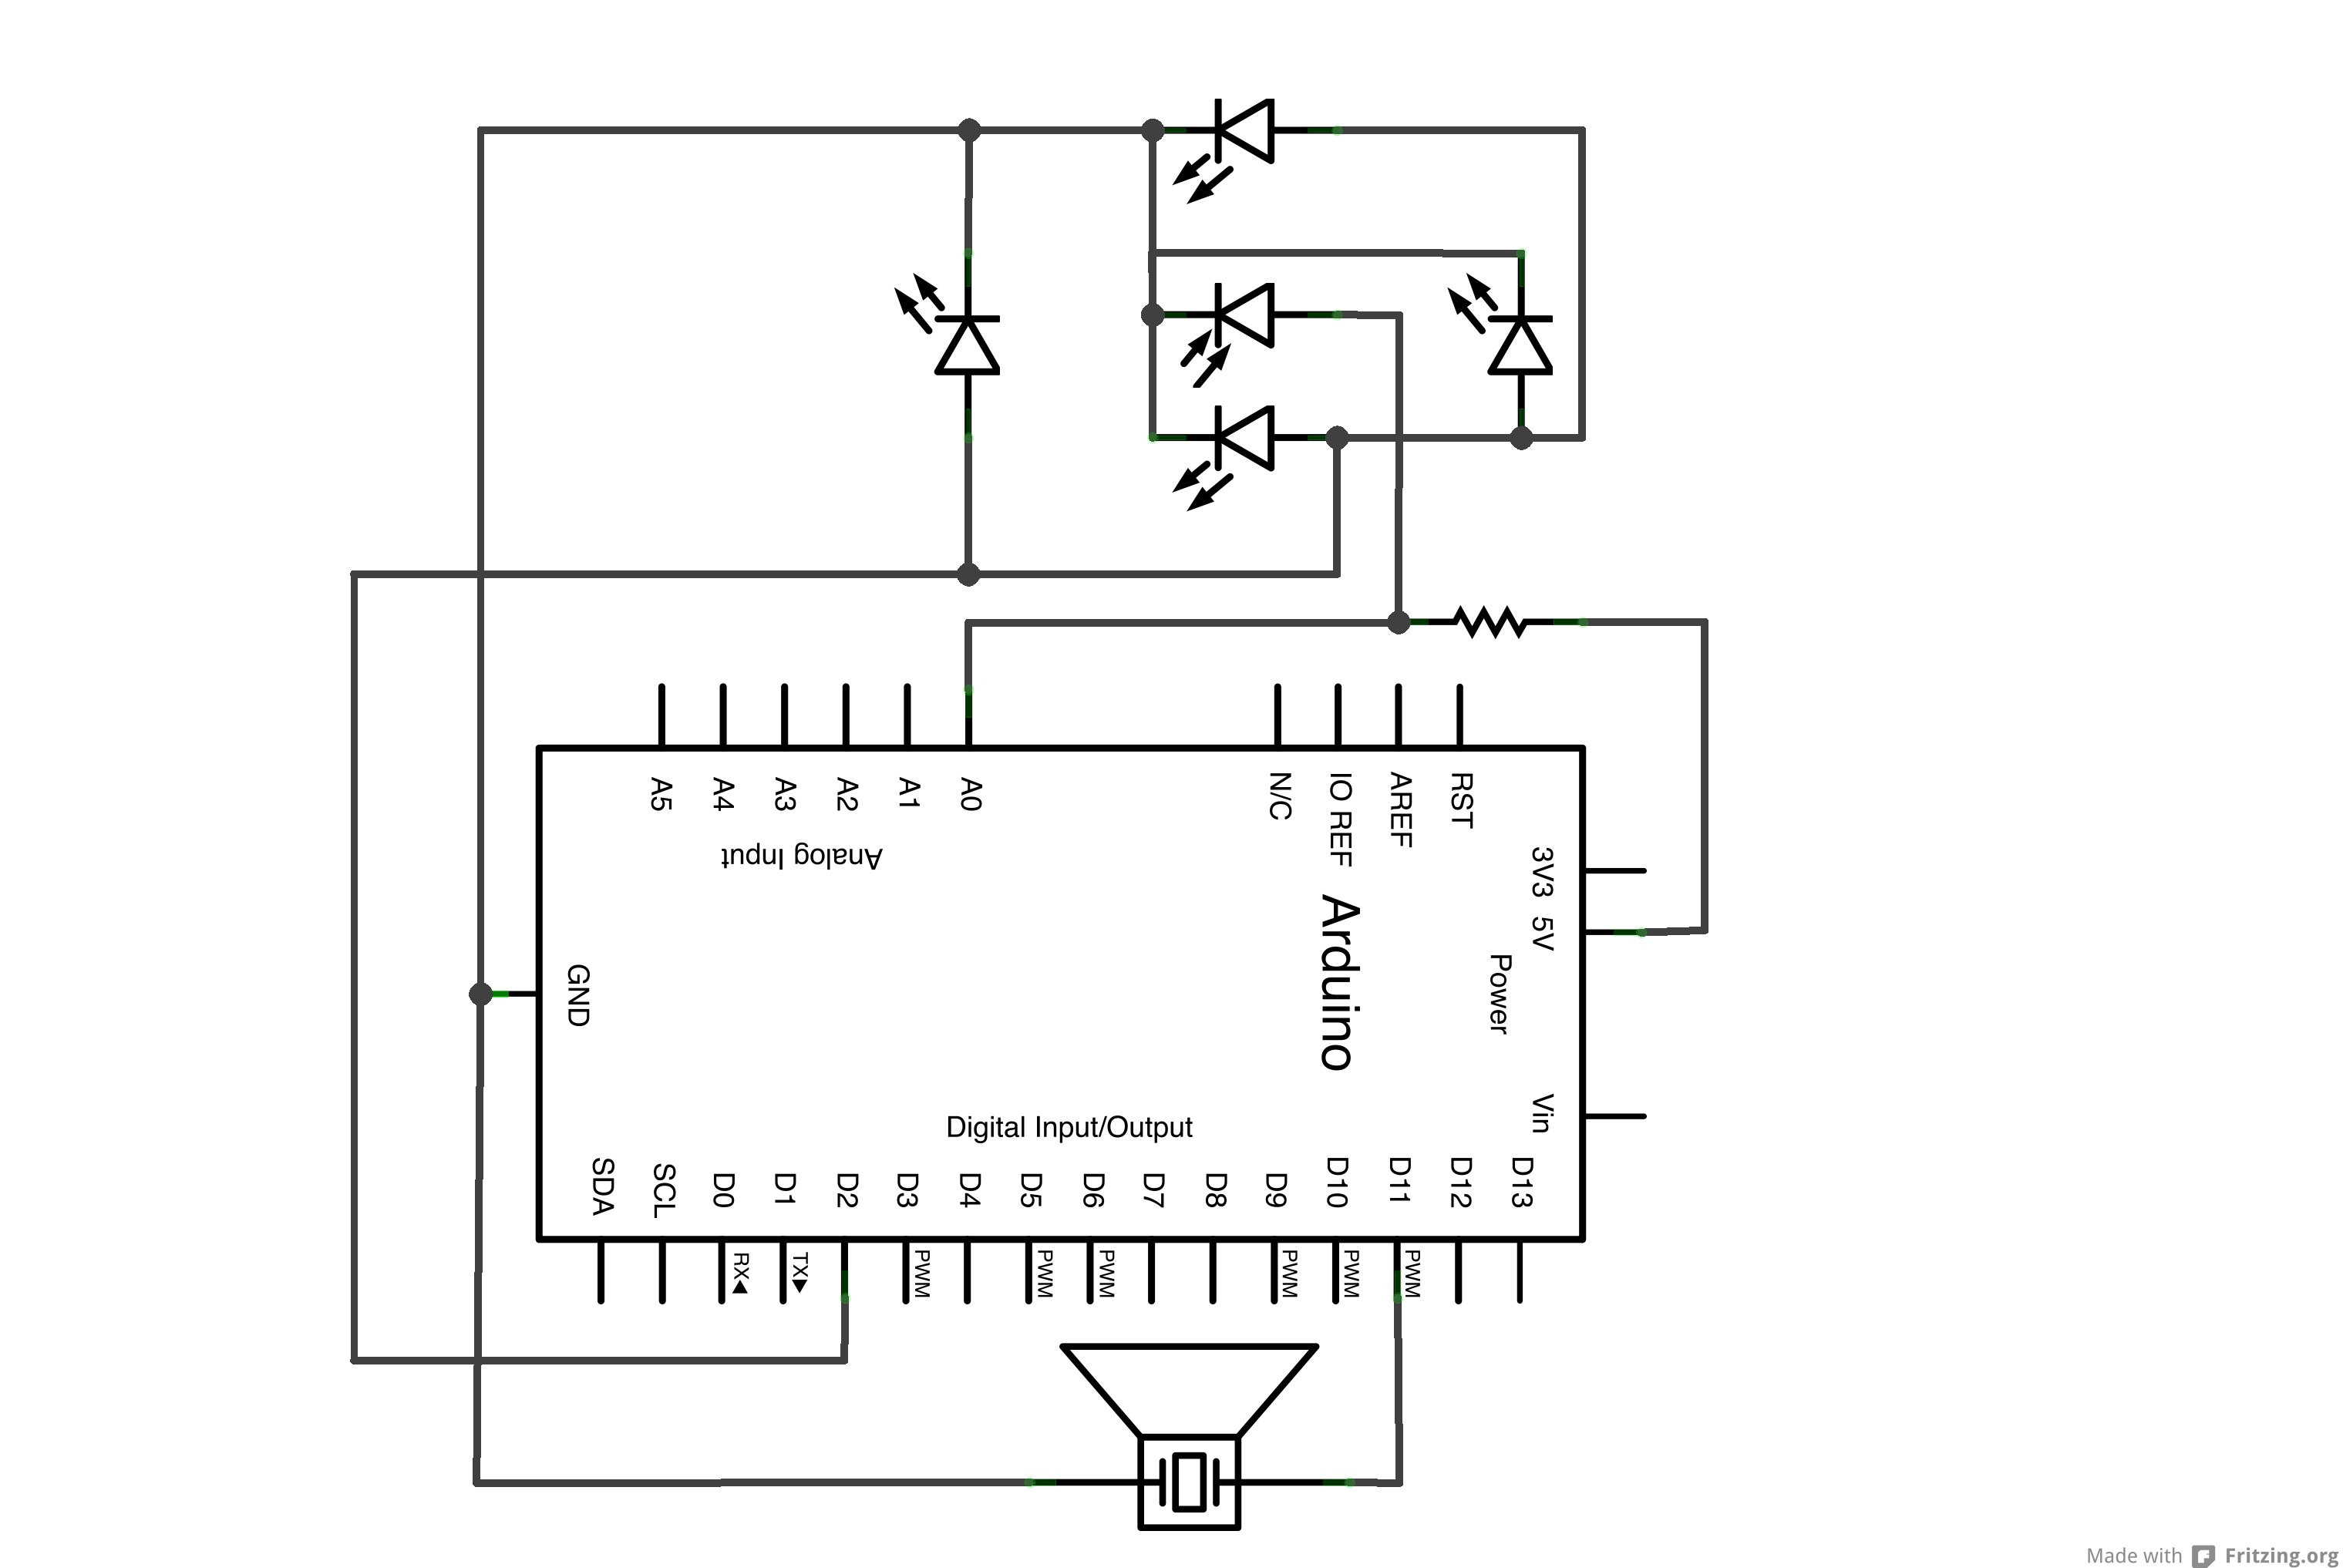 A5
A4
A3
A2
A1
A0
N/C
IO REF
AREF
RST
Analog Input
3V3
5V
Arduino
Power
GND
Vin
Digital Input/Output
SDA
SCL
D0
D1
D2
D3
D4
D5
D6
D7
D8
D9
D10
D11
D12
D13
RX
TX
PWM
PWM
PWM
PWM
PWM
PWM
Made with Fritzing.org